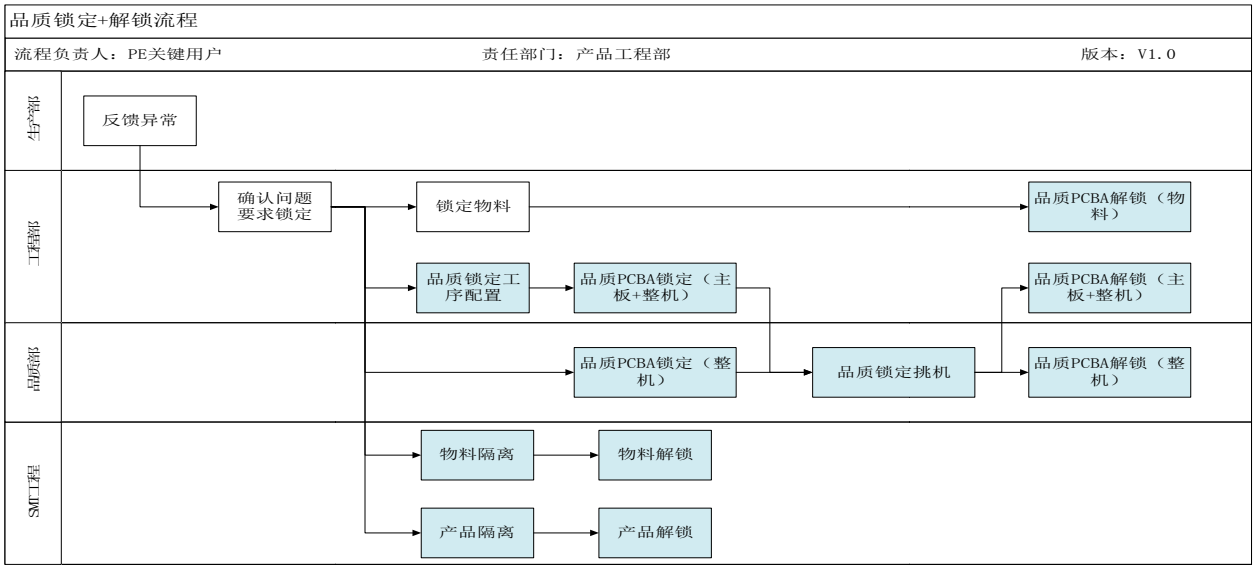 品质锁定+解锁流程
流程负责人：PE关键用户
责任部门：产品工程部
版本：V1.0
生产部
反馈异常
工程部
确认问题
要求锁定
锁定物料
品质PCBA解锁（物
料）
品质锁定工
序配置
品质PCBA锁定（主
板+整机）
品质PCBA解锁（主
板+整机）
品质部
品质PCBA锁定（整
机）
品质锁定挑机
品质PCBA解锁（整
机）
SMT工程
物料隔离
物料解锁
产品隔离
产品解锁